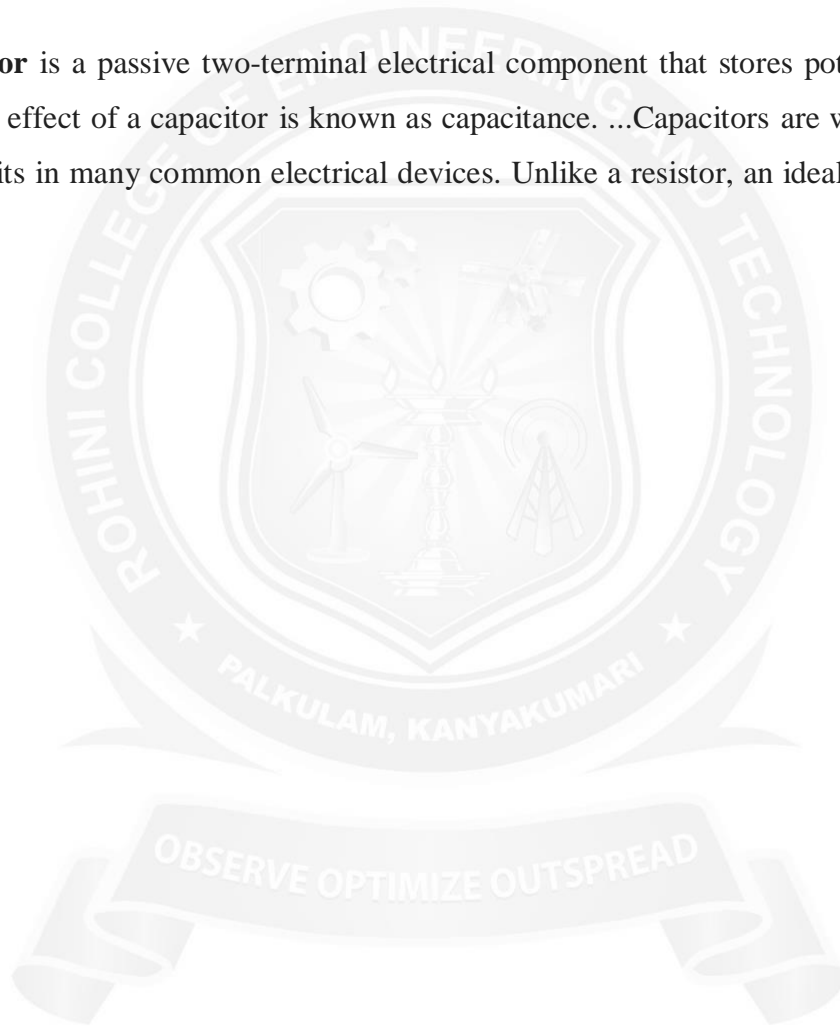 or is a passive two-terminal electrical component that stores pot
effect of a capacitor is known as capacitance. ...Capacitors are v
its in many common electrical devices. Unlike a resistor, an ideal
ROHINI COLLEGE OF ENGINEERING AND TECHNOLOGY
PALKULAM, KANYAKUMARI
OBSERVE OPTIMIZE OUTSPREAD